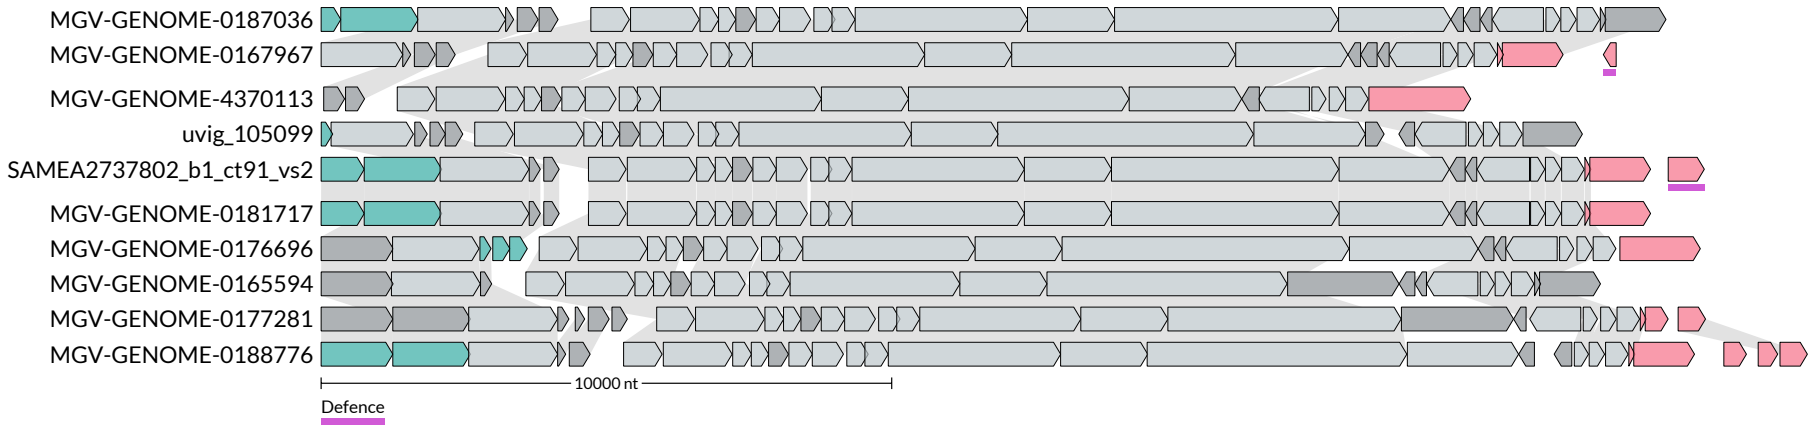 MGV-GENOME-0187036
MGV-GENOME-0167967
MGV-GENOME-4370113
uvig_105099
SAMEA2737802_b1_ct91_vs2
MGV-GENOME-0181717
MGV-GENOME-0176696
MGV-GENOME-0165594
MGV-GENOME-0177281
MGV-GENOME-0188776
10000 nt
Defence